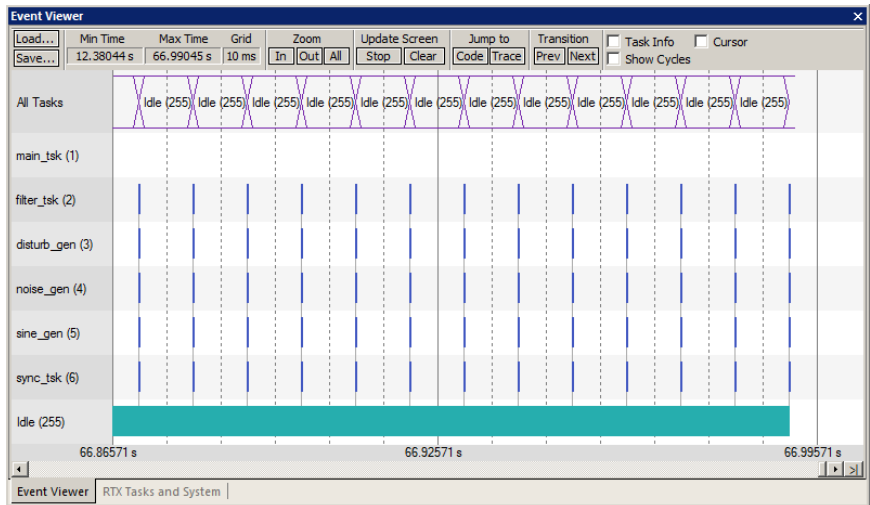 Event Viewer
Load... Min Time Max Time Grid Zoom Update Screen Jump to Transition Task Info Cursor
Save... 12.38044 s 66.99045 s 10 ms In Out All Stop Clear Code Trace Prev Next Show Cycles
All Tasks Idle (255) Idle (255) Idle (255) Idle (255) Idle (255) Idle (255) Idle (255) Idle (255) Idle (255) Idle (255) Idle (255) Idle (255)
main_tsk (1)
filter_tsk (2)
disturb_gen (3)
noise_gen (4)
sine_gen (5)
sync_tsk (6)
Idle (255)
66.86571 s 66.92571 s 66.99571 s
Event Viewer RTX Tasks and System